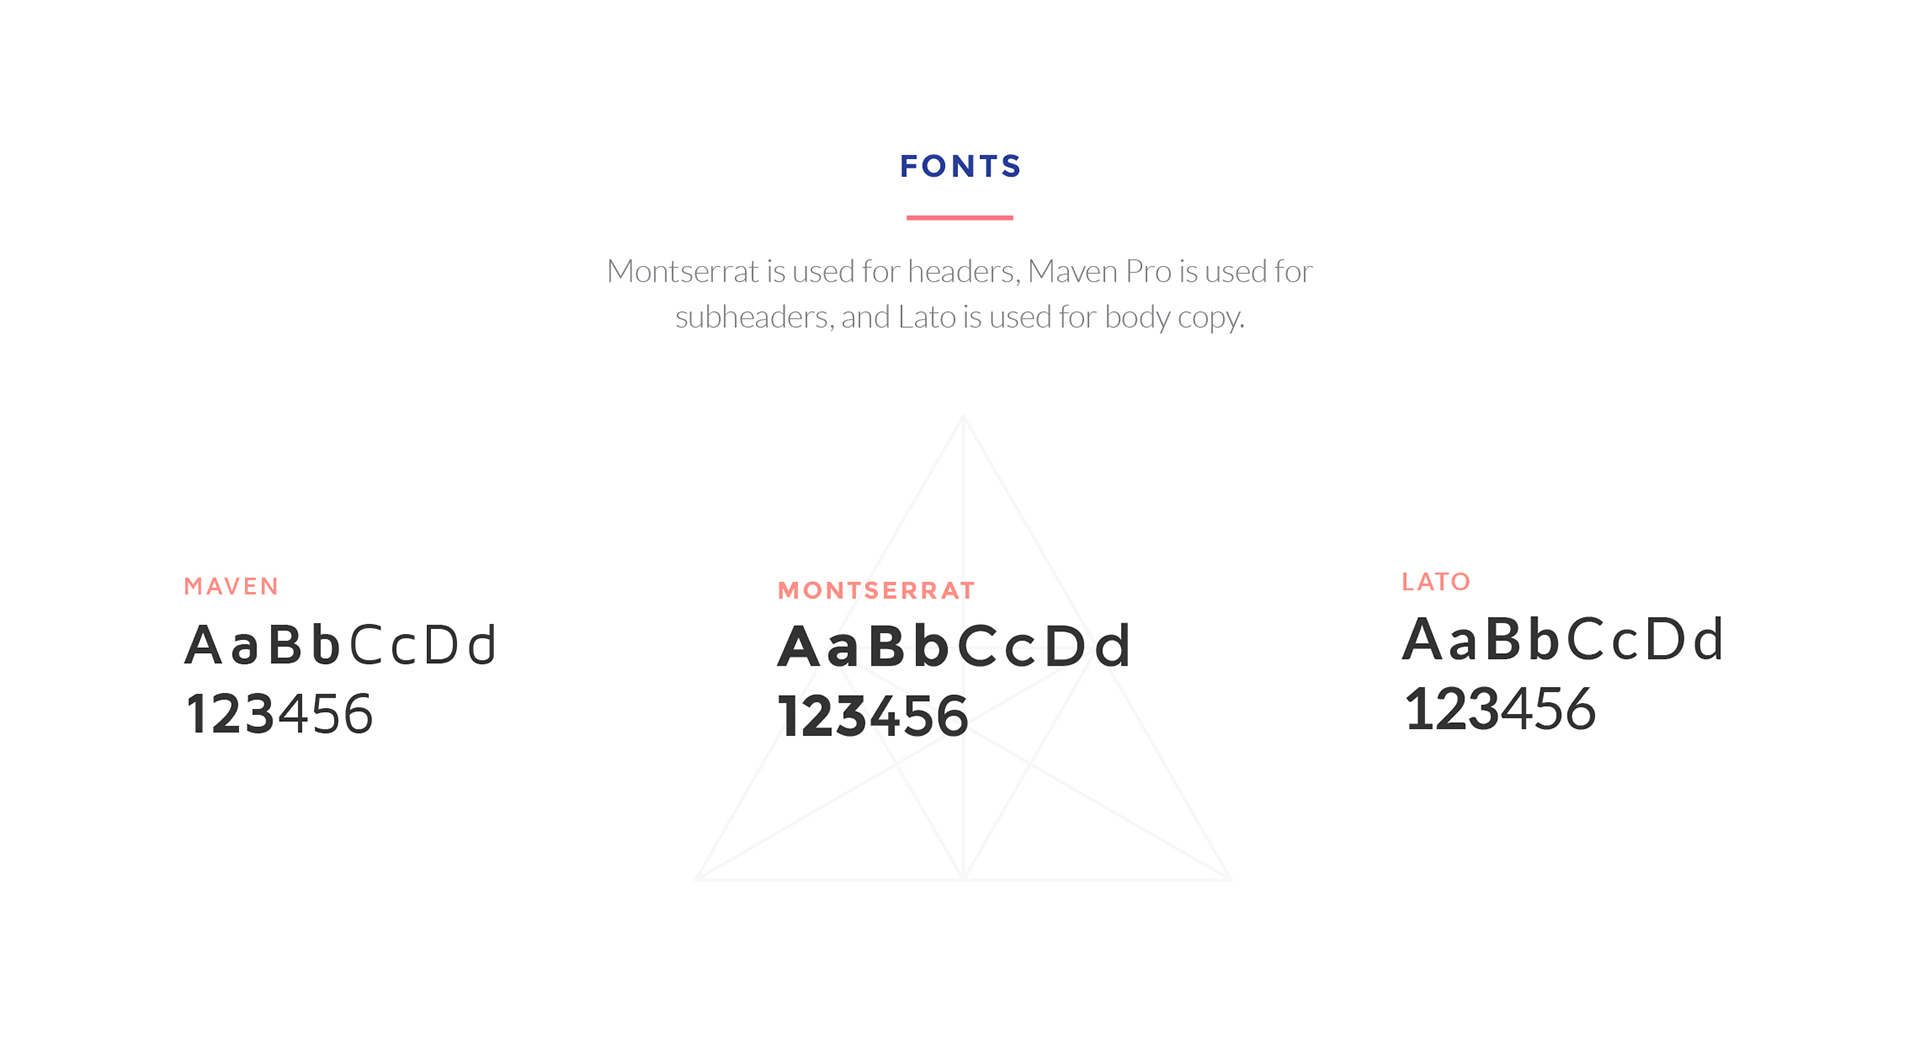 FONTS
Montserrat is used for headers, Maven Pro is used for
subheaders, and Lato is used for body copy.
MAVEN
AaBbCcDd
123456
MONTSERRAT
AaBbCcDd
123456
LATO
AaBbCcDd
123456